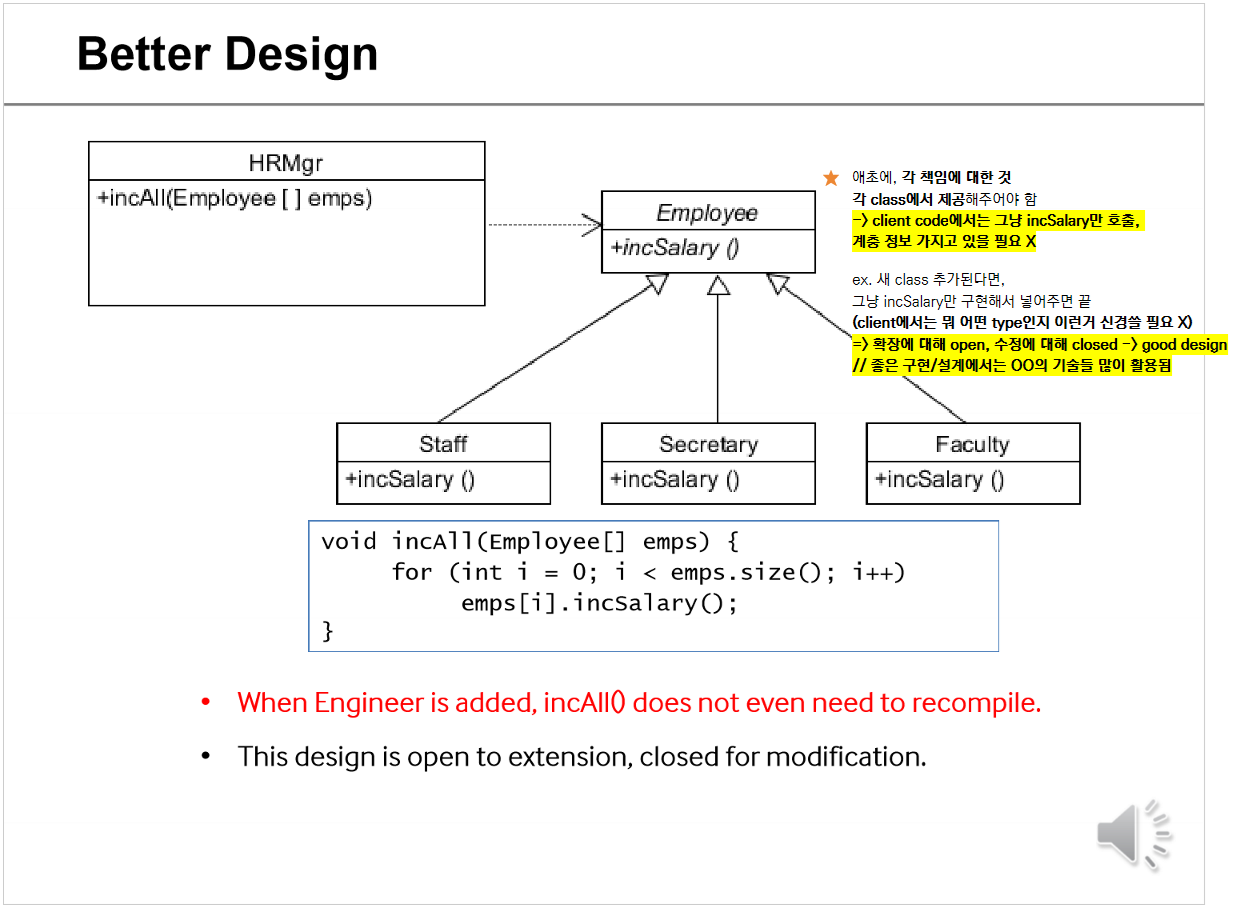 Better Design
HRMgr
+incAll(Employee [ ] emps)
Employee
+incSalary ()
애초에, 각 책임에 대한 것
각 class에서 제공해주어야 함
-> client code에서는 그냥 incSalary만 호출,
계층 정보 가지고 있을 필요 X
ex. 새 class 추가된다면,
그냥 incSalary만 구현해서 넣어주면 끝
(client에서는 뭐 어떤 type인지 이런거 신경쓸 필요 X)
=> 확장에 대해 open, 수정에 대해 closed -> good design
// 좋은 구현/설계에서는 OO의 기술들 많이 활용됨
Staff
+incSalary ()
Secretary
+incSalary ()
Faculty
+incSalary ()
void incAll(Employee[] emps) {
for (int i = 0; i < emps.size(); i++)
emps[i].incSalary();
}
• When Engineer is added, incAll() does not even need to recompile.
• This design is open to extension, closed for modification.